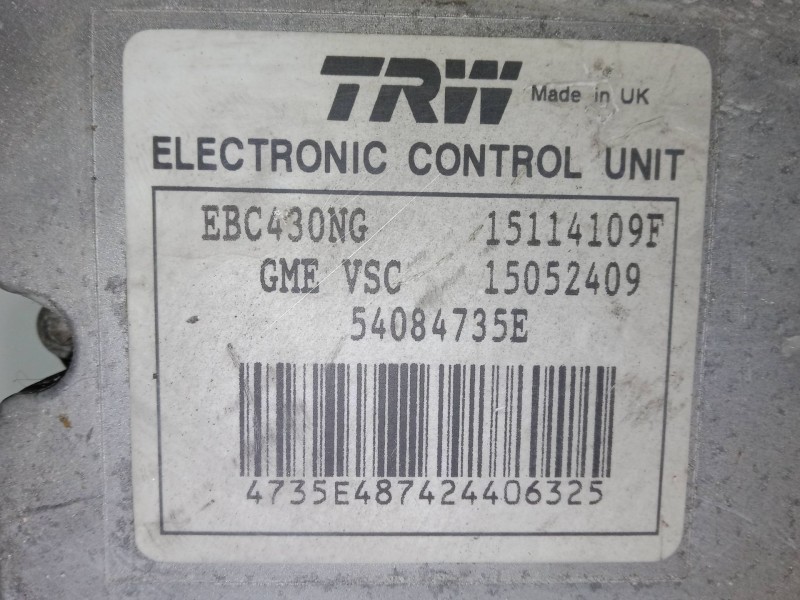 TRW Made in UK
ELECTRONIC CONTROL UNIT
EBC430NG 15114109F
GME VSC 15052409
54084735E
4735E487424406325